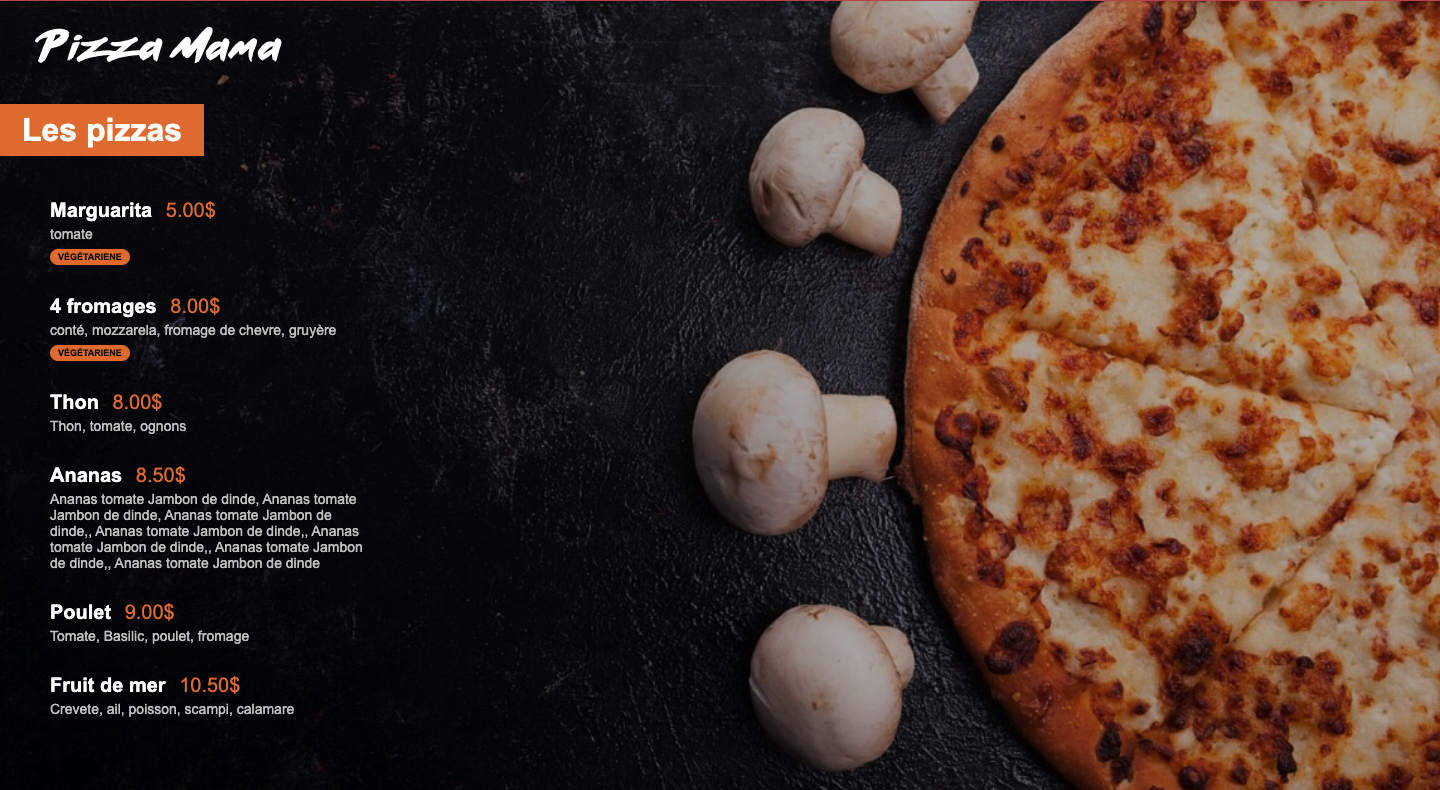 Pizza Mama
Les pizzas
Marguarita 5.00$
tomate
VÉGÉTARIENE
4 fromages 8.00$
conté, mozzarela, fromage de chevre, gruyère
VÉGÉTARIENE
Thon 8.00$
Thon, tomate, ognons
Ananas 8.50$
Ananas tomate Jambon de dinde, Ananas tomate
Jambon de dinde, Ananas tomate Jambon de
dinde,, Ananas tomate Jambon de dinde,, Ananas
tomate Jambon de dinde,, Ananas tomate Jambon
de dinde,, Ananas tomate Jambon de dinde
Poulet 9.00$
Tomate, Basilic, poulet, fromage
Fruit de mer 10.50$
Crevete, ail, poisson, scampi, calamare